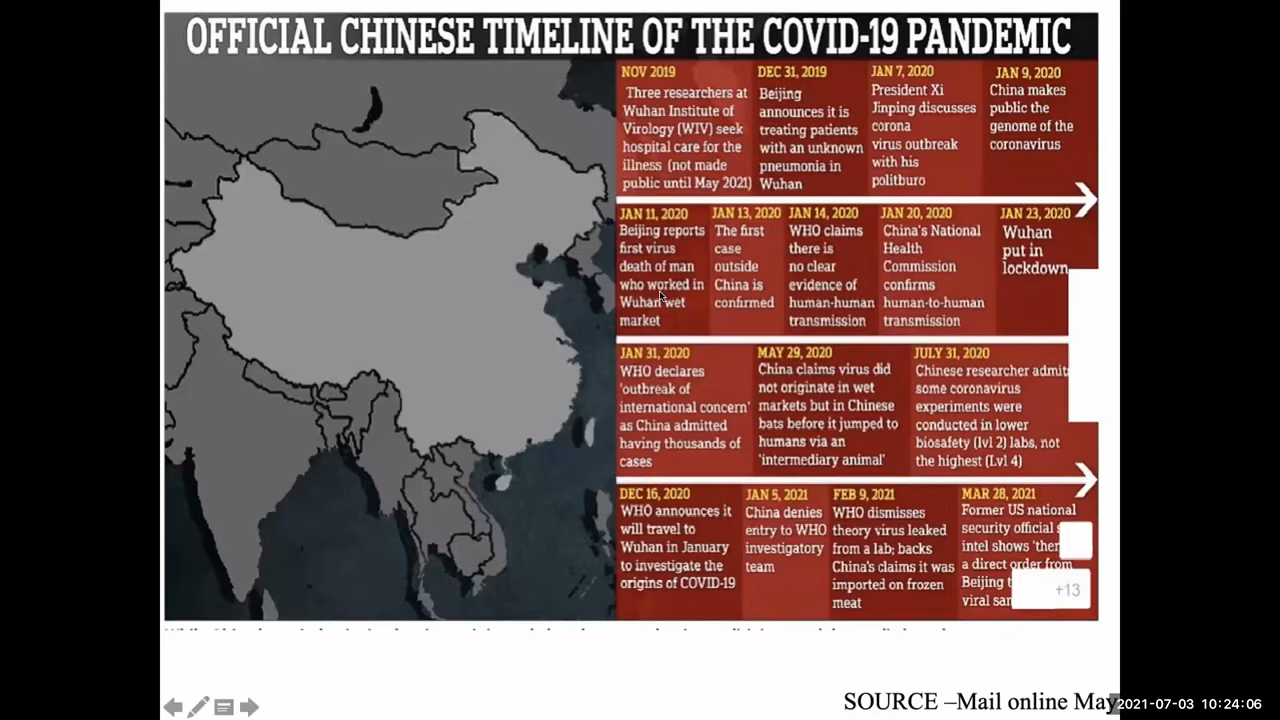 OFFICIAL CHINESE TIMELINE OF THE COVID-19 PANDEMIC
NOV 2019
Three researchers at
Wuhan Institute of
Virology (WIV) seek
hospital care for the
illness (not made
public until May 2021)
DEC 31, 2019
Beijing
announces it is
treating patients
with an unknown
pneumonia in
Wuhan
JAN 7, 2020
President Xi
Jinping discusses
corona
virus outbreak
with his
politburo
JAN 9, 2020
China makes
public the
genome of the
coronavirus
JAN 11, 2020
Beijing reports
first virus
death of man
who worked in
Wuhan wet
market
JAN 13, 2020
The first
case
outside
China is
confirmed
JAN 14, 2020
WHO claims
there is
no clear
evidence of
human-human
transmission
JAN 20, 2020
China's National
Health
Commission
confirms
human-to-human
transmission
JAN 23, 2020
Wuhan
put in
lockdown
JAN 31, 2020
WHO declares
'outbreak of
international concern'
as China admitted
having thousands of
cases
MAY 29, 2020
China claims virus did
not originate in wet
markets but in Chinese
bats before it jumped to
humans via an
'intermediary animal'
JULY 31, 2020
Chinese researcher admits
some coronavirus
experiments were
conducted in lower
biosafety (lvl 2) labs, not
the highest (Lvl 4)
DEC 16, 2020
WHO announces it
will travel to
Wuhan in January
to investigate the
origins of COVID-19
JAN 5, 2021
China denies
entry to WHO
investigatory
team
FEB 9, 2021
WHO dismisses
theory virus leaked
from a lab; backs
China's claims it was
imported on frozen
meat
MAR 28, 2021
Former US national
security official
intel shows
a direct order from
Beijing
viral
+13
SOURCE –Mail online May
2021-07-03 10:24:06